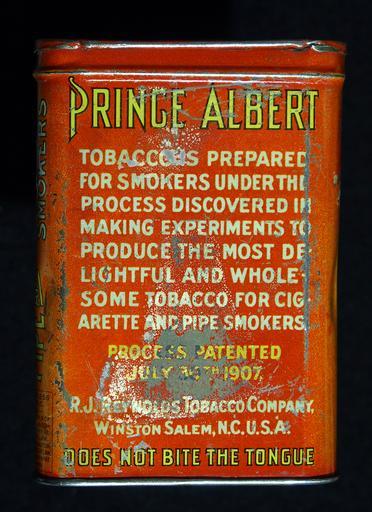 PRINCE ALBERT
TOBACCO IS PREPARED
FOR SMOKERS UNDER THE
PROCESS DISCOVERED IN
MAKING EXPERIMENTS TO
PRODUCE THE MOST DE-
LIGHTFUL AND WHOLE-
SOME TOBACCO FOR CIG-
ARETTE AND PIPE SMOKERS.
PROCESS PATENTED
JULY 30TH 1907
R.J. REYNOLDS TOBACCO COMPANY,
WINSTON SALEM, N.C. U.S.A.
DOES NOT BITE THE TONGUE
SMOKERS